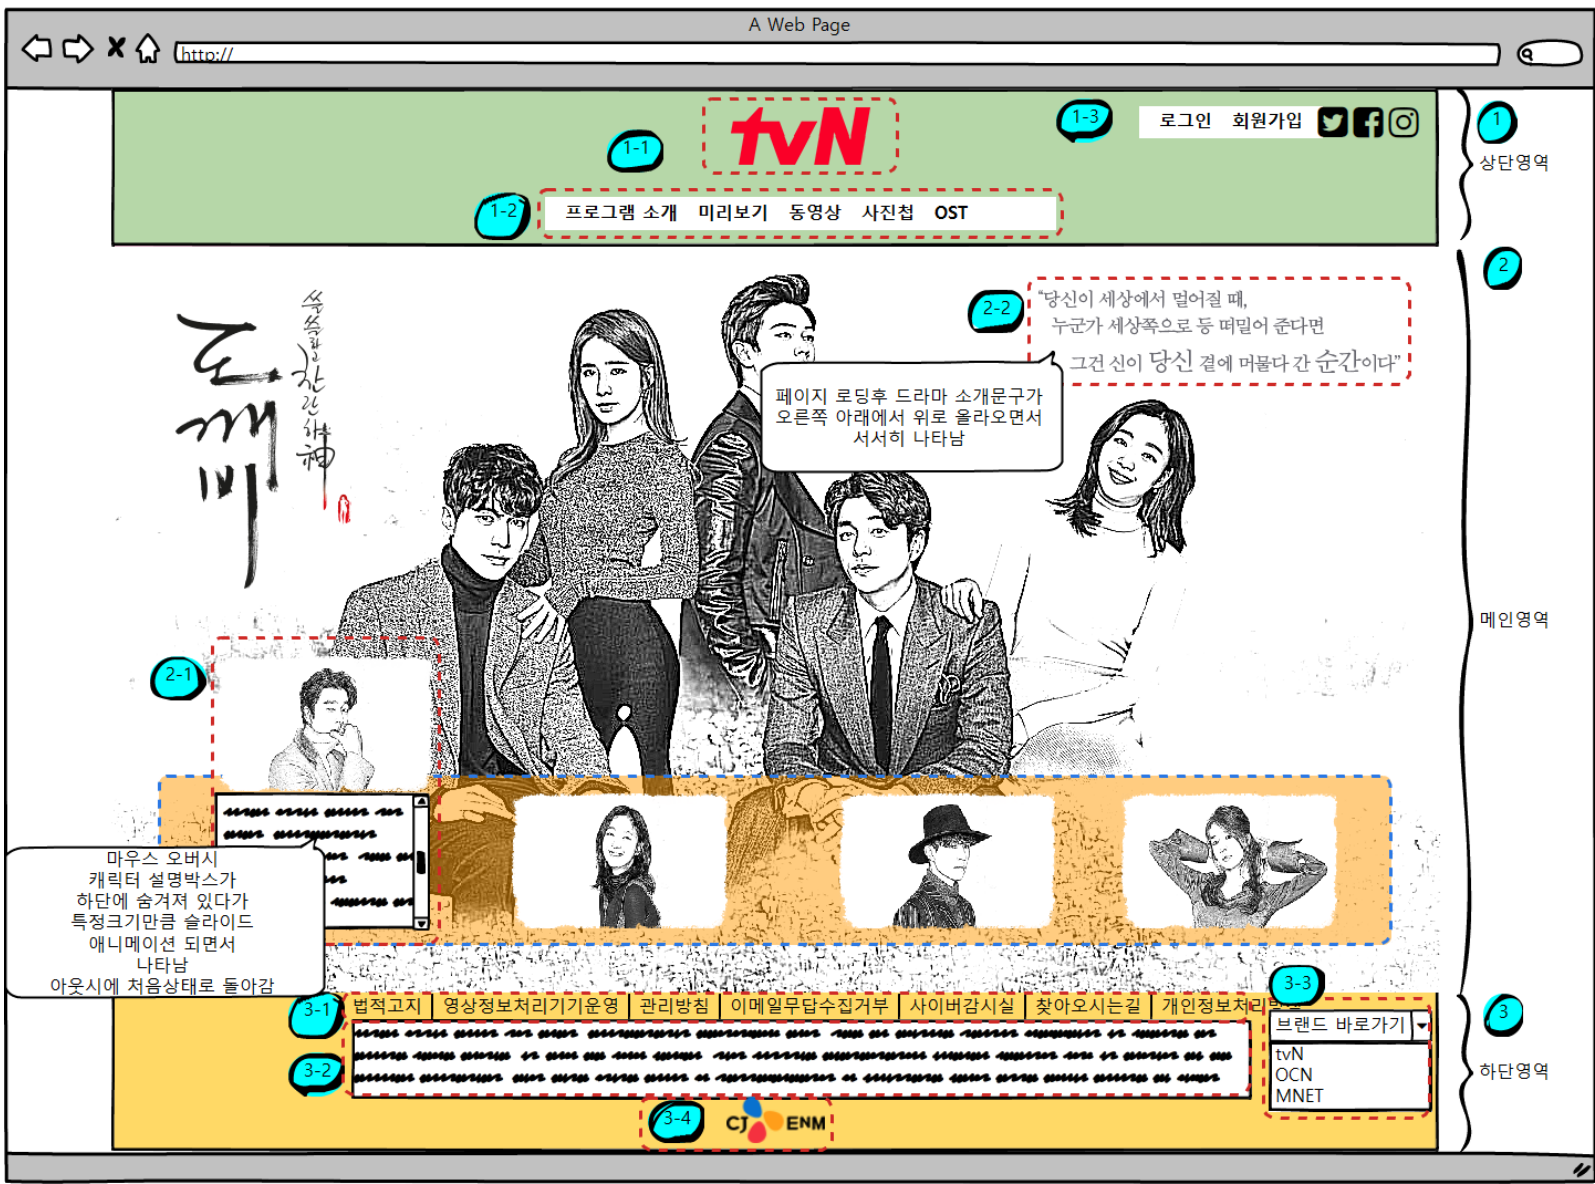 A Web Page
http://
1-1
tvN
1-3
로그인 회원가입
1
상단영역
1-2
프로그램 소개 미리보기 동영상 사진첩 OST
2
쓸쓸하고 찬란하神
도깨비
2-2
“당신이 세상에서 멀어질 때,
누군가 세상쪽으로 등 떠밀어 준다면
그건 신이 당신 곁에 머물다 간 순간이다”
페이지 로딩후 드라마 소개문구가
오른쪽 아래에서 위로 올라오면서
서서히 나타남
메인영역
2-1
마우스 오버시
캐릭터 설명박스가
하단에 숨겨져 있다가
특정크기만큼 슬라이드
애니메이션 되면서
나타남
아웃시에 처음상태로 돌아감
3-1
법적고지 영상정보처리기기운영 관리방침 이메일무답수집거부 사이버감시실 찾아오시는길 개인정보처리
3-3
브랜드 바로가기
tvN
OCN
MNET
3
하단영역
3-2
3-4
CJ ENM